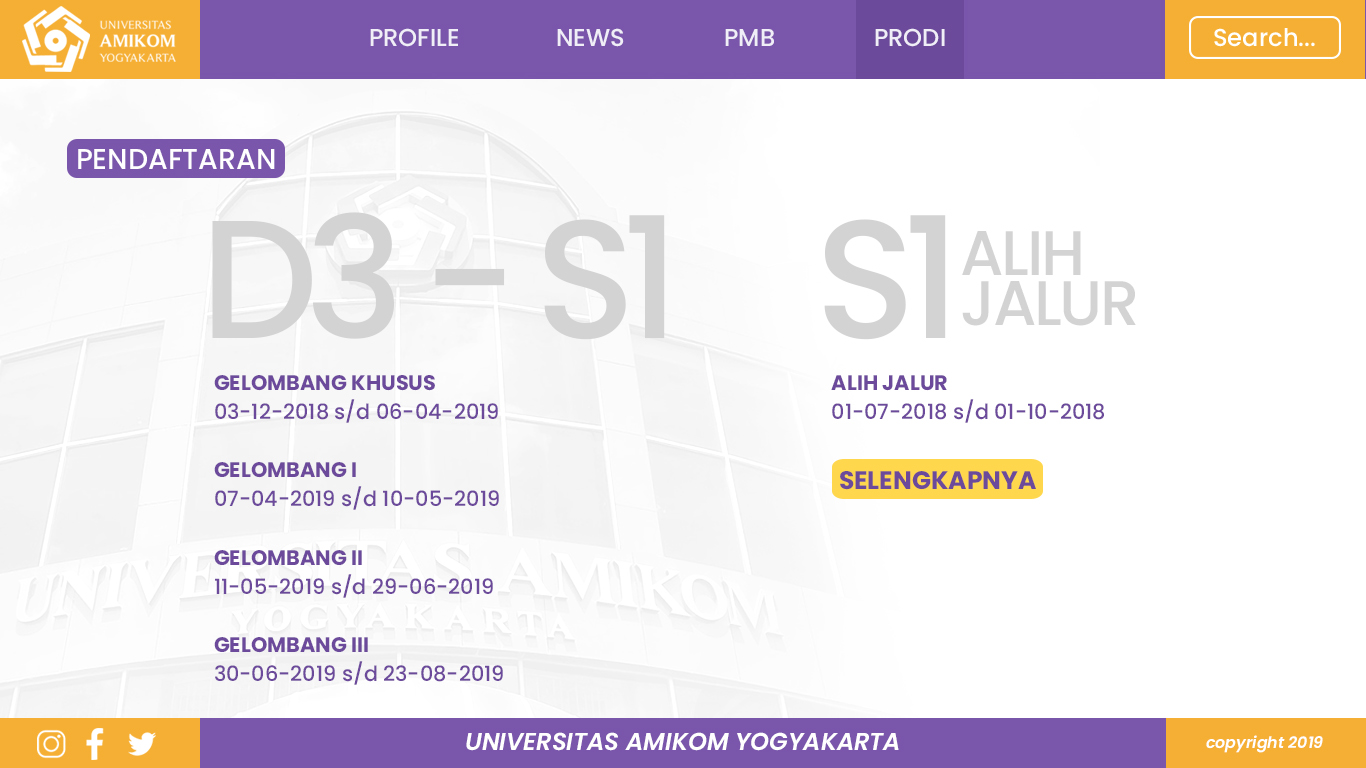 UNIVERSITAS
AMIKOM
YOGYAKARTA
PROFILE
NEWS
PMB
PRODI
Search...
PENDAFTARAN
D3 - S1
GELOMBANG KHUSUS
03-12-2018 s/d 06-04-2019
GELOMBANG I
07-04-2019 s/d 10-05-2019
GELOMBANG II
11-05-2019 s/d 29-06-2019
GELOMBANG III
30-06-2019 s/d 23-08-2019
S1 ALIH
JALUR
ALIH JALUR
01-07-2018 s/d 01-10-2018
SELENGKAPNYA
UNIVERSITAS AMIKOM
YOGYAKARTA
UNIVERSITAS AMIKOM YOGYAKARTA
copyright 2019